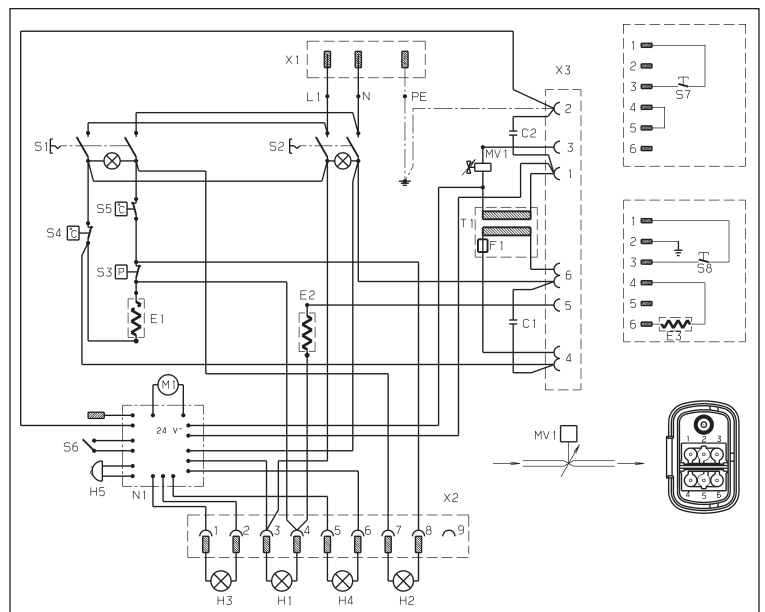 X1
L1 N PE
X3
2
C2
3
MV1
1
T1
F1
6
5
C1
4
S1
S2
S5 °C
S4 °C
S3 P
E1
E2
M1
24 V~
S6
H5
N1
X2
1 2 3 4 5 6 7 8 9
H3 H1 H4 H2
1
2
3 S7
4
5
6
1
2
3 S8
4
5
6 E3
MV1
1 2 3
4 5 6